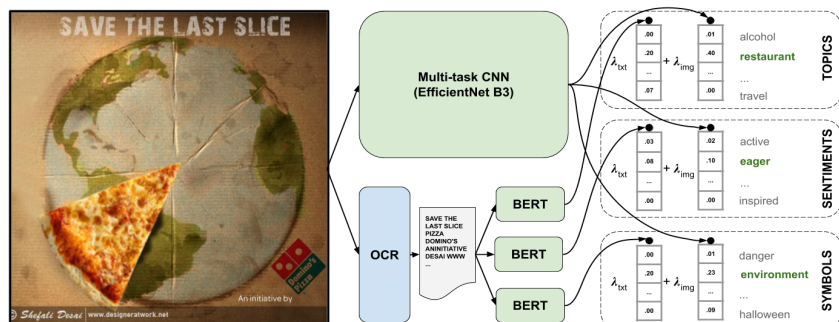 SAVE THE LAST SLICE
Domino's
Pizza
An initiative by
© Shefali Desai | www.designeratwork.net
Multi-task CNN
(EfficientNet B3)
OCR
SAVE THE
LAST SLICE
PIZZA
DOMINO'S
ANINITIATIVE
DESAI WWW
...
BERT
BERT
BERT
λtxt
.00
.20
...
.07
+ λimg
.01
.40
...
.00
alcohol
restaurant
...
travel
TOPICS
λtxt
.03
.08
...
.00
+ λimg
.02
.10
...
.00
active
eager
...
inspired
SENTIMENTS
λtxt
.00
.20
...
.00
+ λimg
.01
.23
...
.09
danger
environment
...
halloween
SYMBOLS